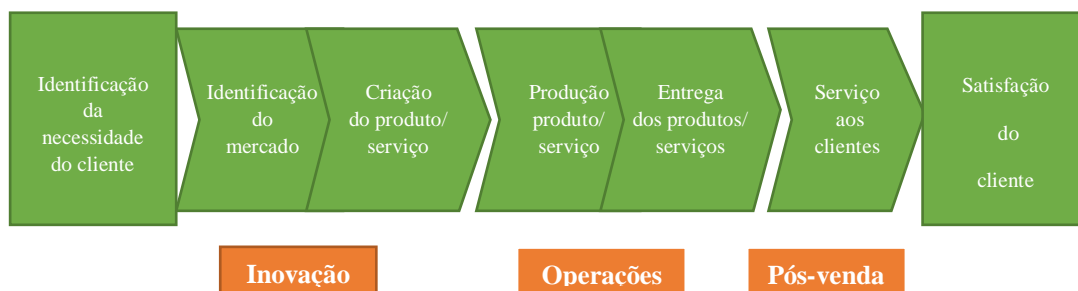 Identificação
da
necessidade
do cliente
Identificação
do
mercado
Criação
do produto/
serviço
Produção
produto/
serviço
Entrega
dos produtos/
serviços
Serviço
aos
clientes
Satisfação
do
cliente
Inovação
Operações
Pós-venda